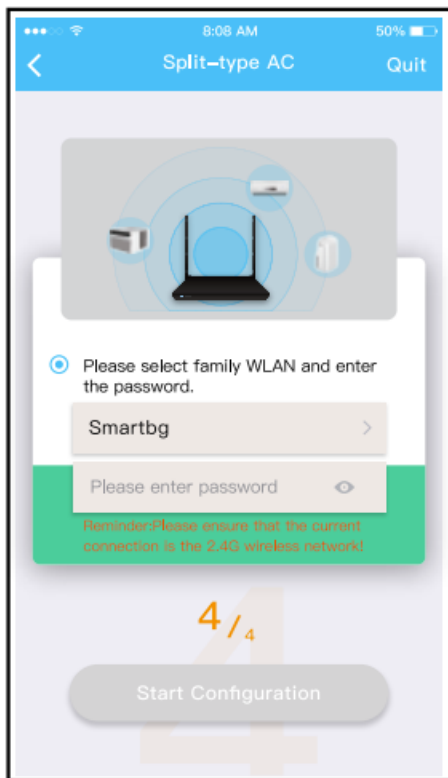 8:08 AM
50%
Split-type AC
Quit
Please select family WLAN and enter
the password.
Smartbg
Please enter password
Reminder:Please ensure that the current
connection is the 2.4G wireless network!
4/4
Start Configuration
4